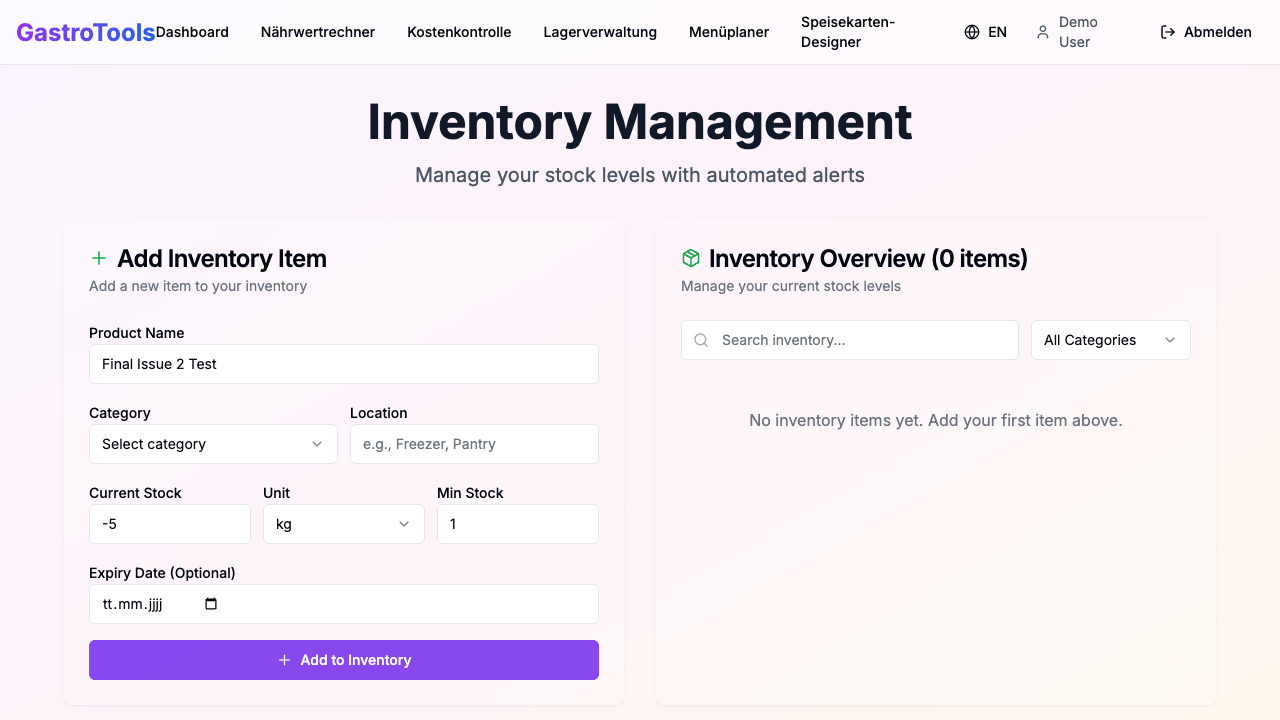 GastroTools
Dashboard
Nährwertrechner
Kostenkontrolle
Lagerverwaltung
Menüplaner
Speisekarten-
Designer
EN
Demo
User
Abmelden
Inventory Management
Manage your stock levels with automated alerts
Add Inventory Item
Add a new item to your inventory
Product Name
Final Issue 2 Test
Category
Location
Select category
e.g., Freezer, Pantry
Current Stock
Unit
Min Stock
-5
kg
1
Expiry Date (Optional)
tt.mm.jjjj
Add to Inventory
Inventory Overview (0 items)
Manage your current stock levels
Search inventory...
All Categories
No inventory items yet. Add your first item above.